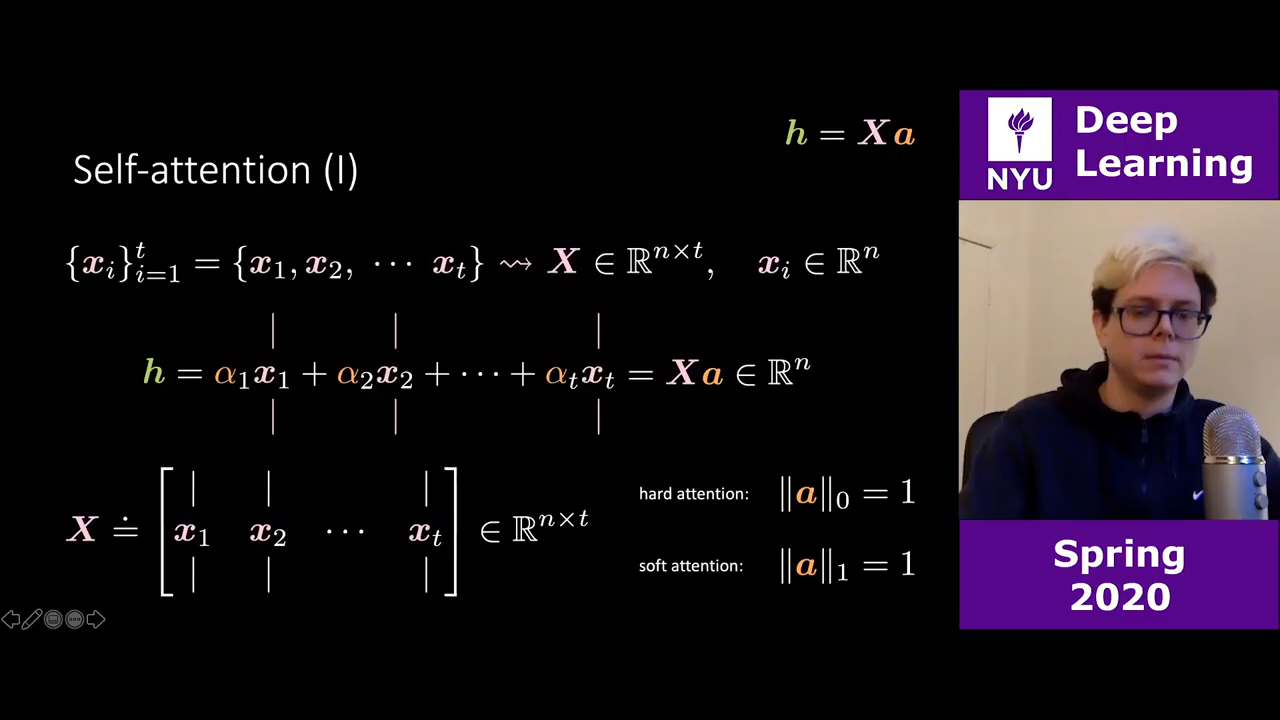 h = Xa
Self-attention (I)
{x_i}_{i=1}^t = {x_1, x_2, ⋯ x_t} ⇝ X ∈ ℝ^{n×t}, x_i ∈ ℝ^n
h = α_1x_1 + α_2x_2 + ⋯ + α_tx_t = Xa ∈ ℝ^n
X ≐ [x_1 x_2 ⋯ x_t] ∈ ℝ^{n×t}
hard attention: ‖a‖_0 = 1
soft attention: ‖a‖_1 = 1
NYU
Deep
Learning
Spring
2020